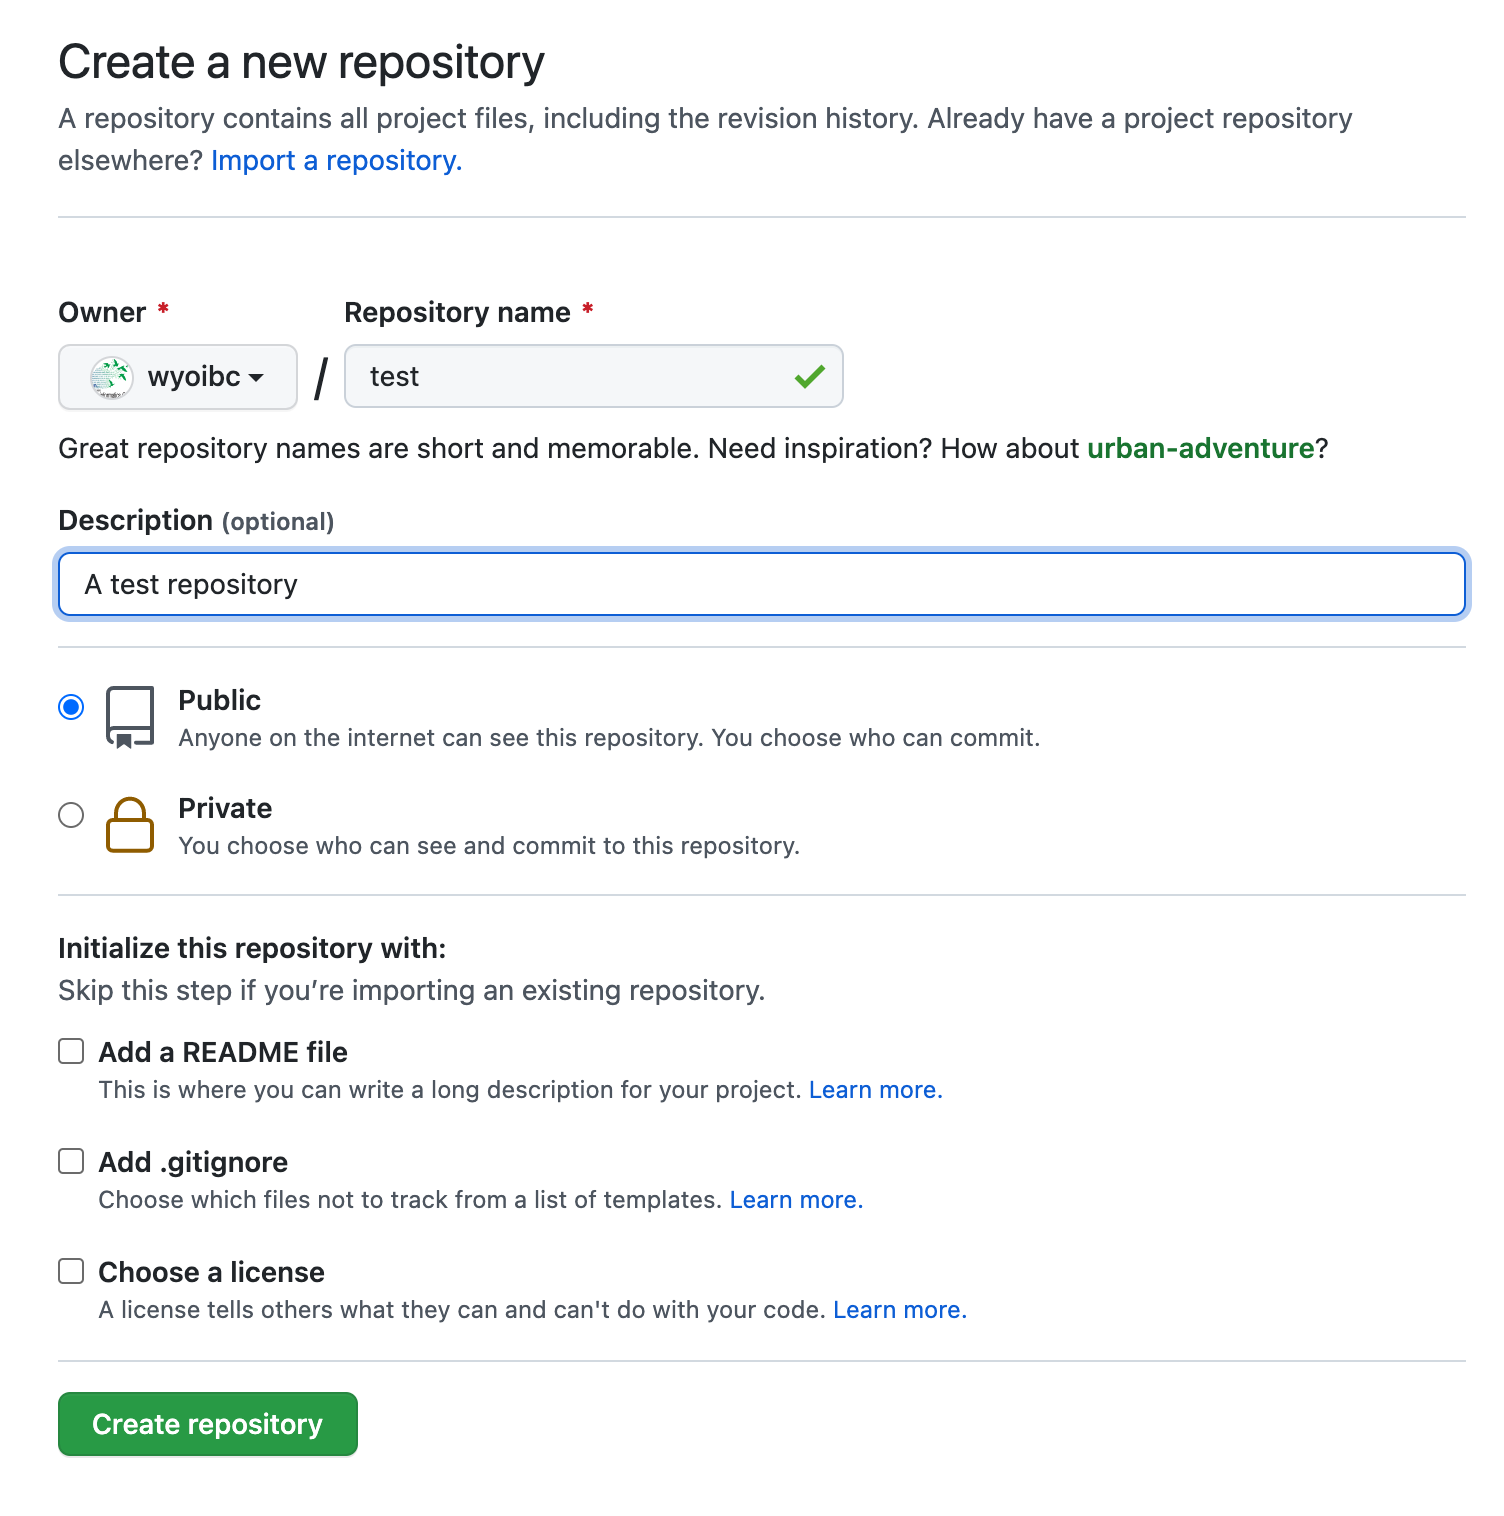 Create a new repository
A repository contains all project files, including the revision history. Already have a project repository
elsewhere? Import a repository.
Owner * Repository name *
wyoibc / test
Great repository names are short and memorable. Need inspiration? How about urban-adventure?
Description (optional)
A test repository
Public
Anyone on the internet can see this repository. You choose who can commit.
Private
You choose who can see and commit to this repository.
Initialize this repository with:
Skip this step if you’re importing an existing repository.
Add a README file
This is where you can write a long description for your project. Learn more.
Add .gitignore
Choose which files not to track from a list of templates. Learn more.
Choose a license
A license tells others what they can and can't do with your code. Learn more.
Create repository